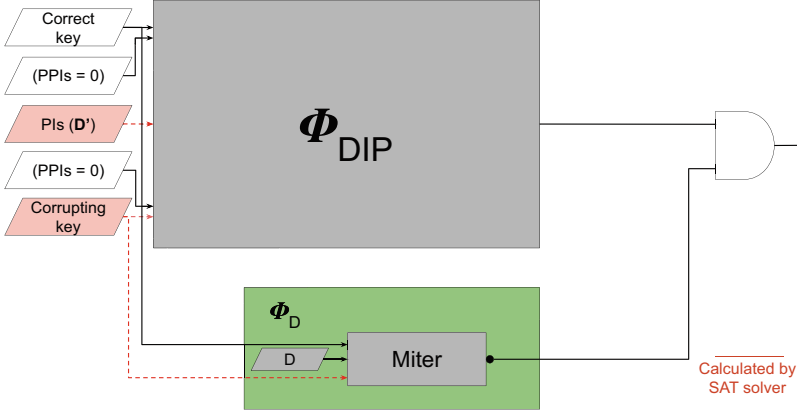 Correct
key
(PPIs = 0)
PIs (D’)
(PPIs = 0)
Corrupting
key
Φ DIP
Φ D
D
Miter
Calculated by
SAT solver